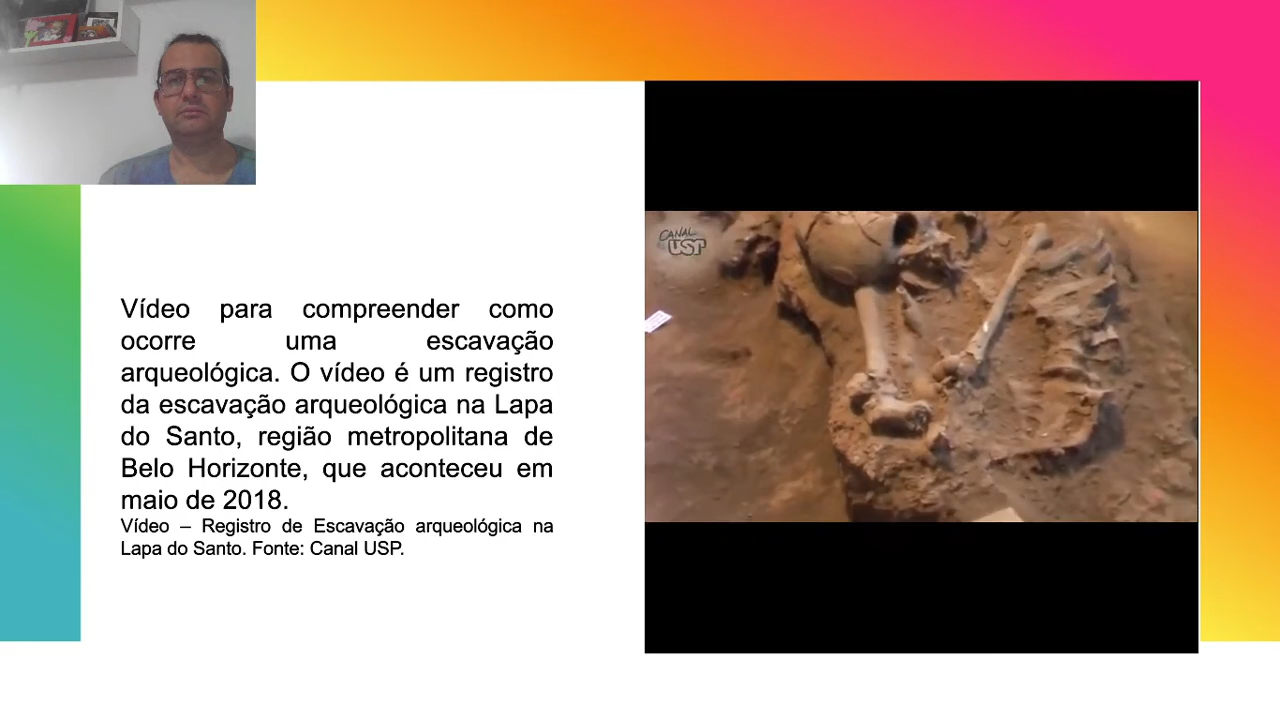 Vídeo para compreender como
ocorre uma escavação
arqueológica. O vídeo é um registro
da escavação arqueológica na Lapa
do Santo, região metropolitana de
Belo Horizonte, que aconteceu em
maio de 2018.
Vídeo – Registro de Escavação arqueológica na
Lapa do Santo. Fonte: Canal USP.
CANAL
USP